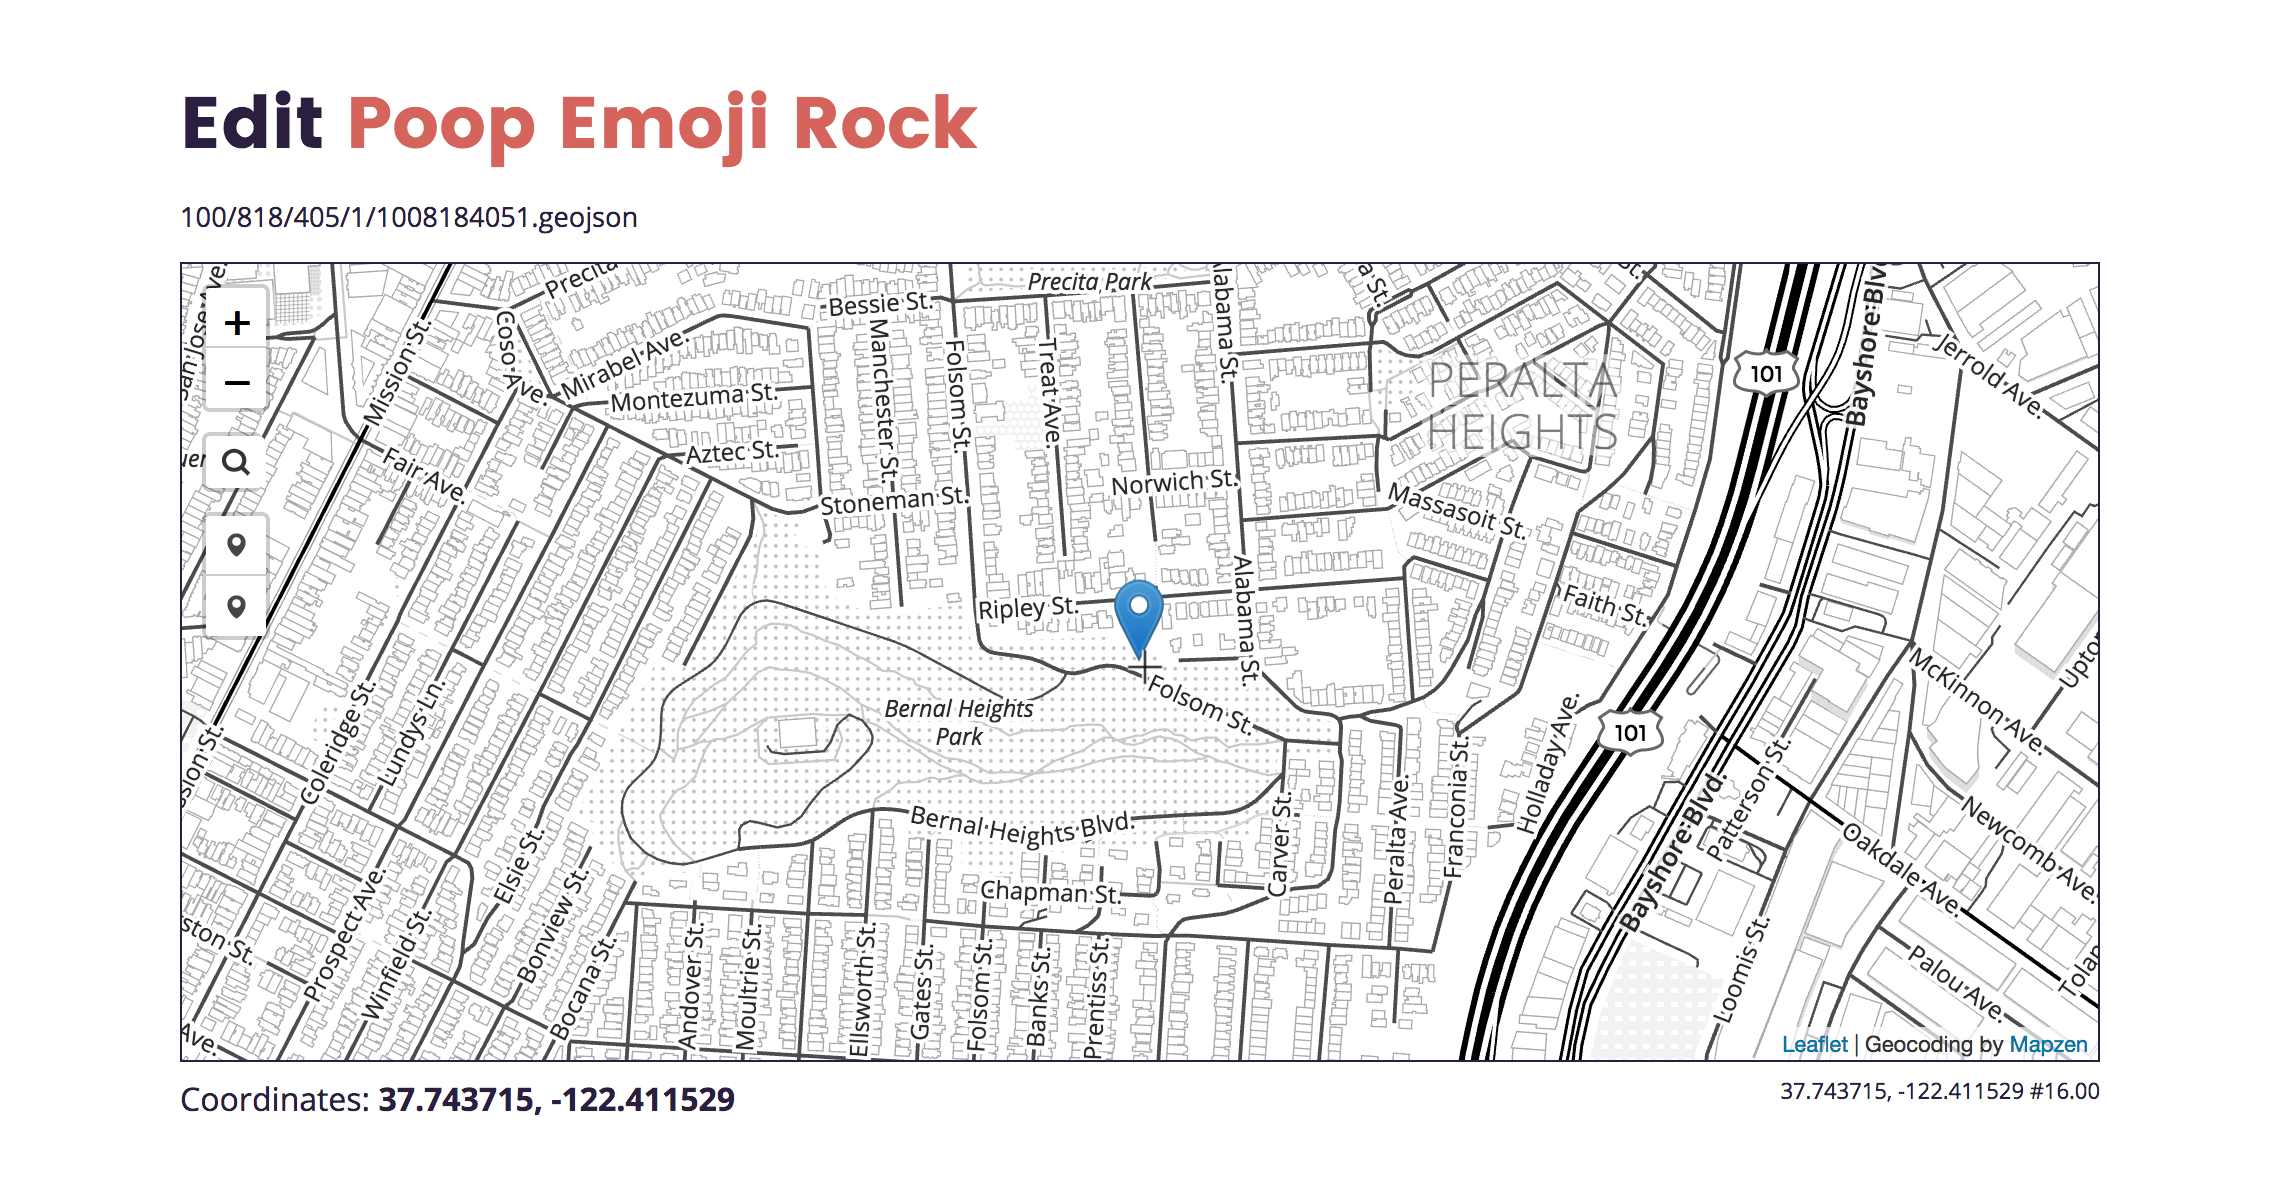 Edit Poop Emoji Rock
100/818/405/1/1008184051.geojson
Precita
Precita Park
Bessie St.
Alabama St.
Coso Ave.
Mission St.
Mirabel Ave.
Manchester St.
Folsom St.
Treat Ave.
Montezuma St.
PERALTA
HEIGHTS
101
Bayshore Blv
Jerrold Ave.
Aztec St.
Fair Ave.
Stoneman St.
Norwich St.
Massasoit St.
Ripley St.
Alabama St.
Faith St.
Bernal Heights
Park
Folsom St.
101
Holladay Ave.
McKinnon Ave.
Coleridge St.
Lundys Ln.
Bernal Heights Blvd.
Carver St.
Peralta Ave.
Franconia St.
Bayshore Blvd.
Patterson St.
Newcomb Ave.
Oakdale Ave.
Chapman St.
Elsie St.
Prospect Ave.
Winfield St.
Bonview St.
Bocana St.
Andover St.
Moultrie St.
Ellsworth St.
Gates St.
Folsom St.
Banks St.
Prentiss St.
Loomis St.
Palou Ave.
ston St.
Ave.
Leaflet | Geocoding by Mapzen
Coordinates: 37.743715, -122.411529
37.743715, -122.411529 #16.00